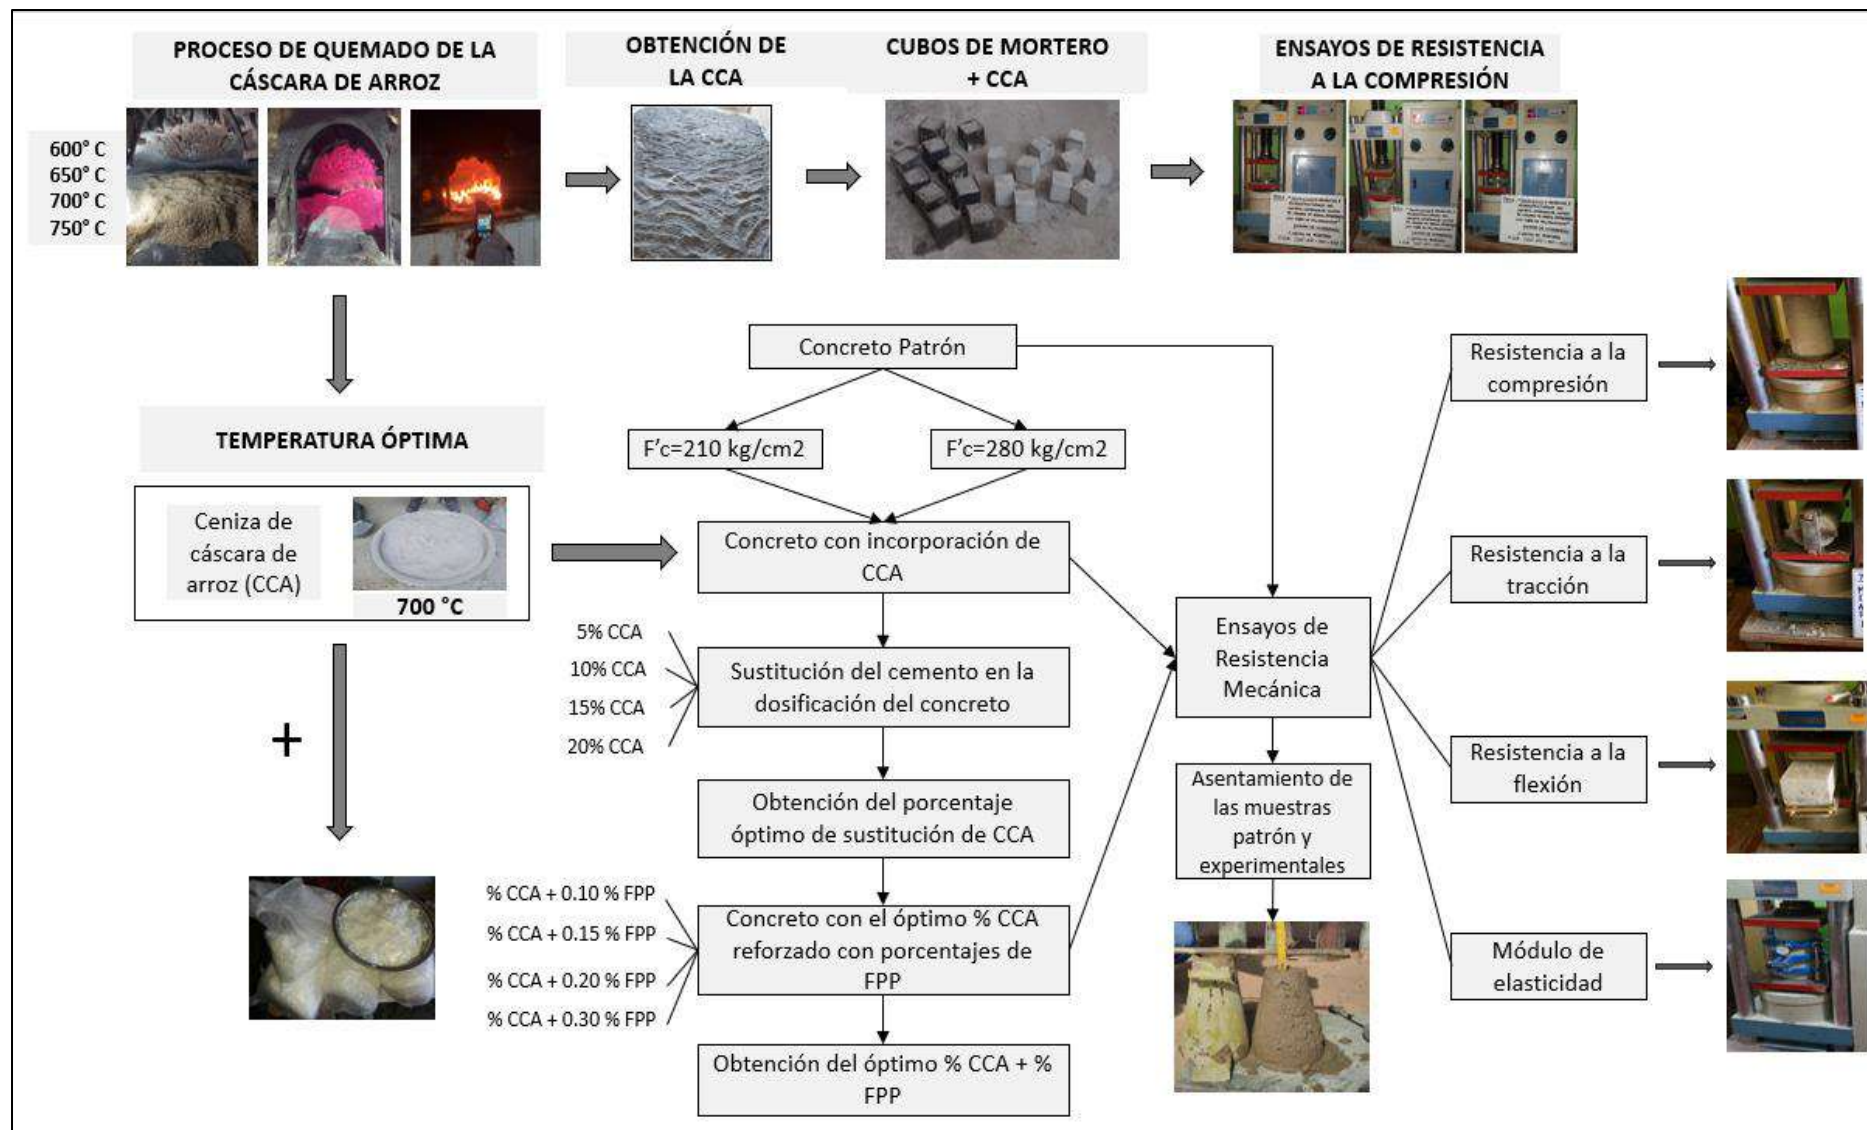 PROCESO DE QUEMADO DE LA
CÁSCARA DE ARROZ
OBTENCIÓN DE
LA CCA
CUBOS DE MORTERO
+ CCA
ENSAYOS DE RESISTENCIA
A LA COMPRESIÓN
600° C
650° C
700° C
750° C
TEMPERATURA ÓPTIMA
Ceniza de
cáscara de
arroz (CCA)
700 °C
+
Concreto Patrón
F'c=210 kg/cm2
F'c=280 kg/cm2
Concreto con incorporación de
CCA
5% CCA
10% CCA
15% CCA
20% CCA
Sustitución del cemento en la
dosificación del concreto
Obtención del porcentaje
óptimo de sustitución de CCA
% CCA + 0.10 % FPP
% CCA + 0.15 % FPP
% CCA + 0.20 % FPP
% CCA + 0.30 % FPP
Concreto con el óptimo % CCA
reforzado con porcentajes de
FPP
Obtención del óptimo % CCA + %
FPP
Ensayos de
Resistencia
Mecánica
Asentamiento de
las muestras
patrón y
experimentales
Resistencia a la
compresión
Resistencia a la
tracción
Resistencia a la
flexión
Módulo de
elasticidad